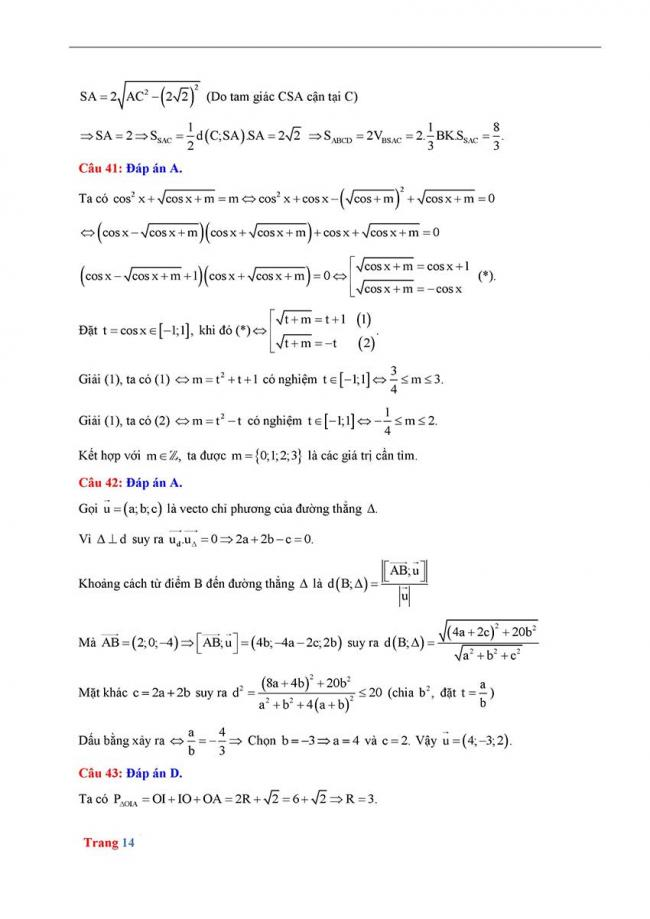 SA = 2√(AC² − (2√2)²) (Do tam giác CSA cận tại C)
⇒ SA = 2 ⇒ S_SAC = 1/2 d(C;SA).SA = 2√2 ⇒ S_ABCD = 2V_BSAC = 2.1/3 BK.S_SAC = 8/3.
Câu 41: Đáp án A.
Ta có cos² x + √(cos x + m) = m ⇔ cos² x + cos x − (√(cos + m))² + √(cos x + m) = 0
⇔ (cos x − √(cos x + m))(cos x + √(cos x + m)) + cos x + √(cos x + m) = 0
(cos x − √(cos x + m) + 1)(cos x + √(cos x + m)) = 0 ⇔ [√(cos x + m) = cos x + 1
√(cos x + m) = −cos x (*).
Đặt t = cos x ∈ [−1;1], khi đó (*) ⇔ [√(t + m) = t + 1 (1)
√(t + m) = −t (2).
Giải (1), ta có (1) ⇔ m = t² + t + 1 có nghiệm t ∈ [−1;1] ⇔ 3/4 ≤ m ≤ 3.
Giải (1), ta có (2) ⇔ m = t² − t có nghiệm t ∈ [−1;1] ⇔ −1/4 ≤ m ≤ 2.
Kết hợp với m ∈ ℤ, ta được m = {0;1;2;3} là các giá trị cần tìm.
Câu 42: Đáp án A.
Gọi u⃗ = (a;b;c) là vecto chỉ phương của đường thẳng Δ.
Vì Δ ⊥ d suy ra u_d⃗.u_Δ⃗ = 0 ⇒ 2a + 2b − c = 0.
Khoảng cách từ điểm B đến đường thẳng Δ là d(B;Δ) = |[AB⃗;u⃗]| / |u⃗|
Mà AB⃗ = (2;0;−4) ⇒ [AB⃗;u⃗] = (4b;−4a − 2c;2b) suy ra d(B;Δ) = √((4a + 2c)² + 20b²) / √(a² + b² + c²)
Mặt khác c = 2a + 2b suy ra d² = ((8a + 4b)² + 20b²) / (a² + b² + 4(a + b)²) ≤ 20 (chia b², đặt t = a/b)
Dấu bằng xảy ra ⇔ a/b = −4/3 ⇒ Chọn b = −3 ⇒ a = 4 và c = 2. Vậy u⃗ = (4;−3;2).
Câu 43: Đáp án D.
Ta có P_ΔOIA = OI + IO + OA = 2R + √2 = 6 + √2 ⇒ R = 3.
Trang 14